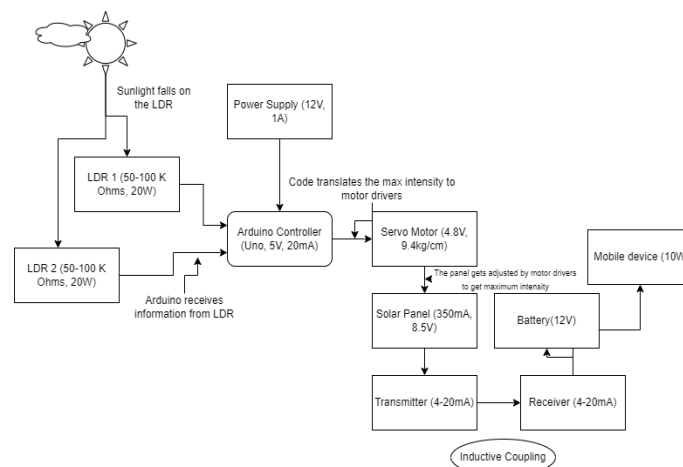 Sunlight falls on
the LDR
Power Supply (12V,
1A)
LDR 1 (50-100 K
Ohms, 20W)
Code translates the max intensity to
motor drivers
Arduino Controller
(Uno, 5V, 20mA)
Servo Motor (4.8V,
9.4kg/cm)
Mobile device (10W)
LDR 2 (50-100 K
Ohms, 20W)
The panel gets adjusted by motor drivers
to get maximum intensity
Arduino receives
information from LDR
Solar Panel (350mA,
8.5V)
Battery(12V)
Transmitter (4-20mA)
Receiver (4-20mA)
Inductive Coupling